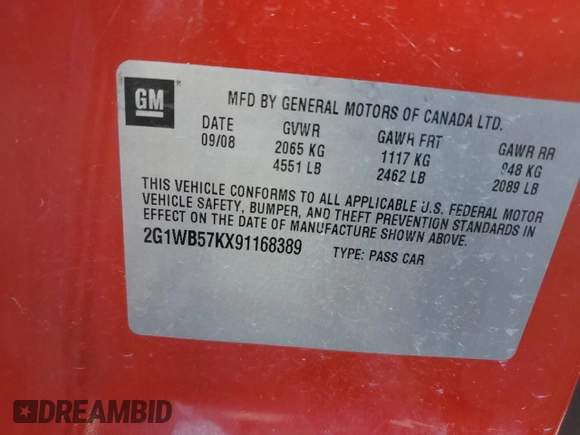 GM
MFD BY GENERAL MOTORS OF CANADA LTD.
DATE GVWR GAWR FRT GAWR RR
09/08 2065 KG 1117 KG 948 KG
4551 LB 2462 LB 2089 LB
THIS VEHICLE CONFORMS TO ALL APPLICABLE U.S. FEDERAL MOTOR
VEHICLE SAFETY, BUMPER, AND THEFT PREVENTION STANDARDS IN
EFFECT ON THE DATE OF MANUFACTURE SHOWN ABOVE.
2G1WB57KX91168389 TYPE: PASS CAR
DREAMBID